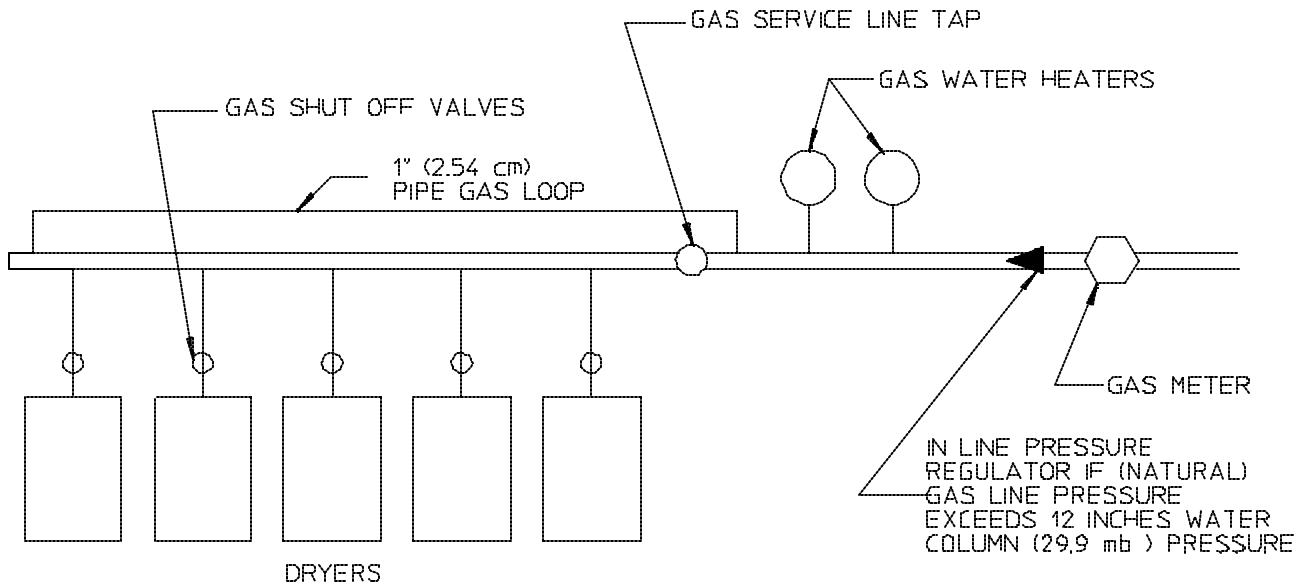 GAS SERVICE LINE TAP
GAS WATER HEATERS
GAS SHUT OFF VALVES
1" (2.54 cm)
PIPE GAS LOOP
GAS METER
IN LINE PRESSURE
REGULATOR IF (NATURAL)
GAS LINE PRESSURE
EXCEEDS 12 INCHES WATER
COLUMN (29,9 mb ) PRESSURE
DRYERS